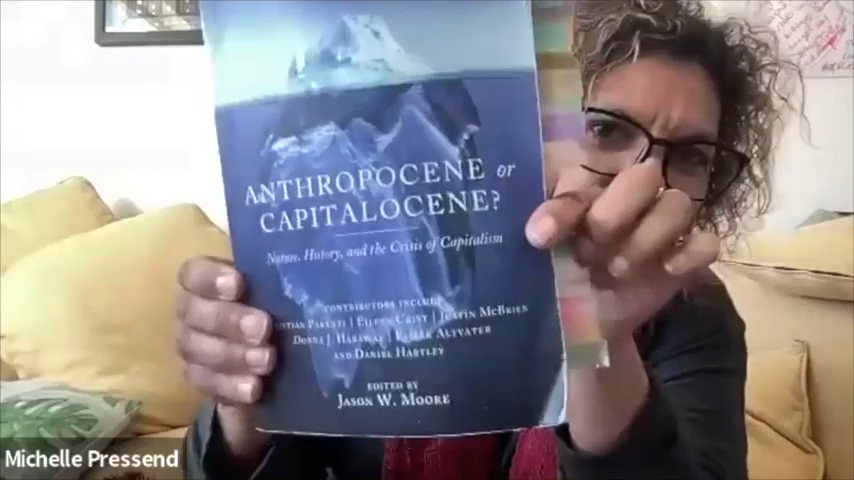 ANTHROPOCENE or
CAPITALOCENE?
Nature, History, and the Crisis of Capitalism
CONTRIBUTORS INCLUDE
PARENTI | EILEEN CRIST | JUSTIN MCBRIEN
DONNA J. HARAWAY | ELMAR ALTVATER
AND DANIEL HARTLEY
EDITED BY
JASON W. MOORE
Michelle Pressend